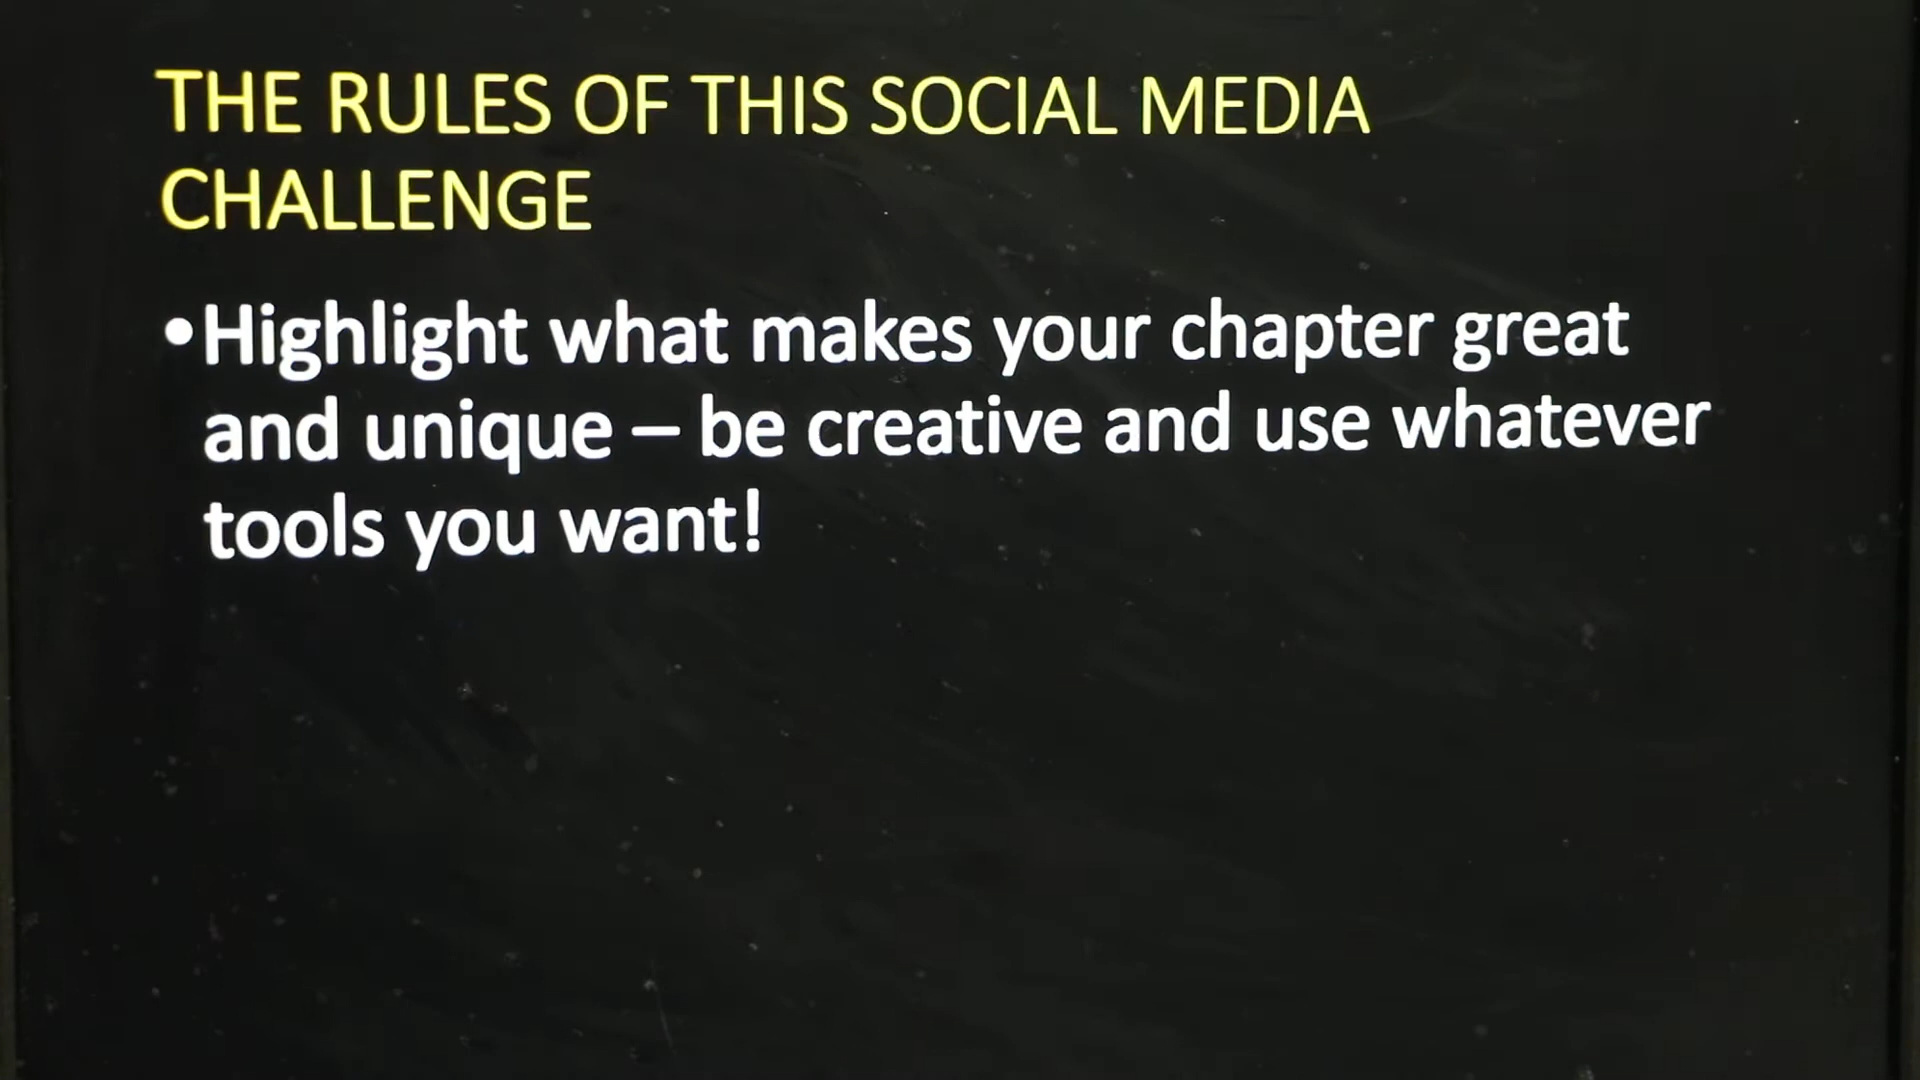 THE RULES OF THIS SOCIAL MEDIA
CHALLENGE
•Highlight what makes your chapter great
and unique – be creative and use whatever
tools you want!